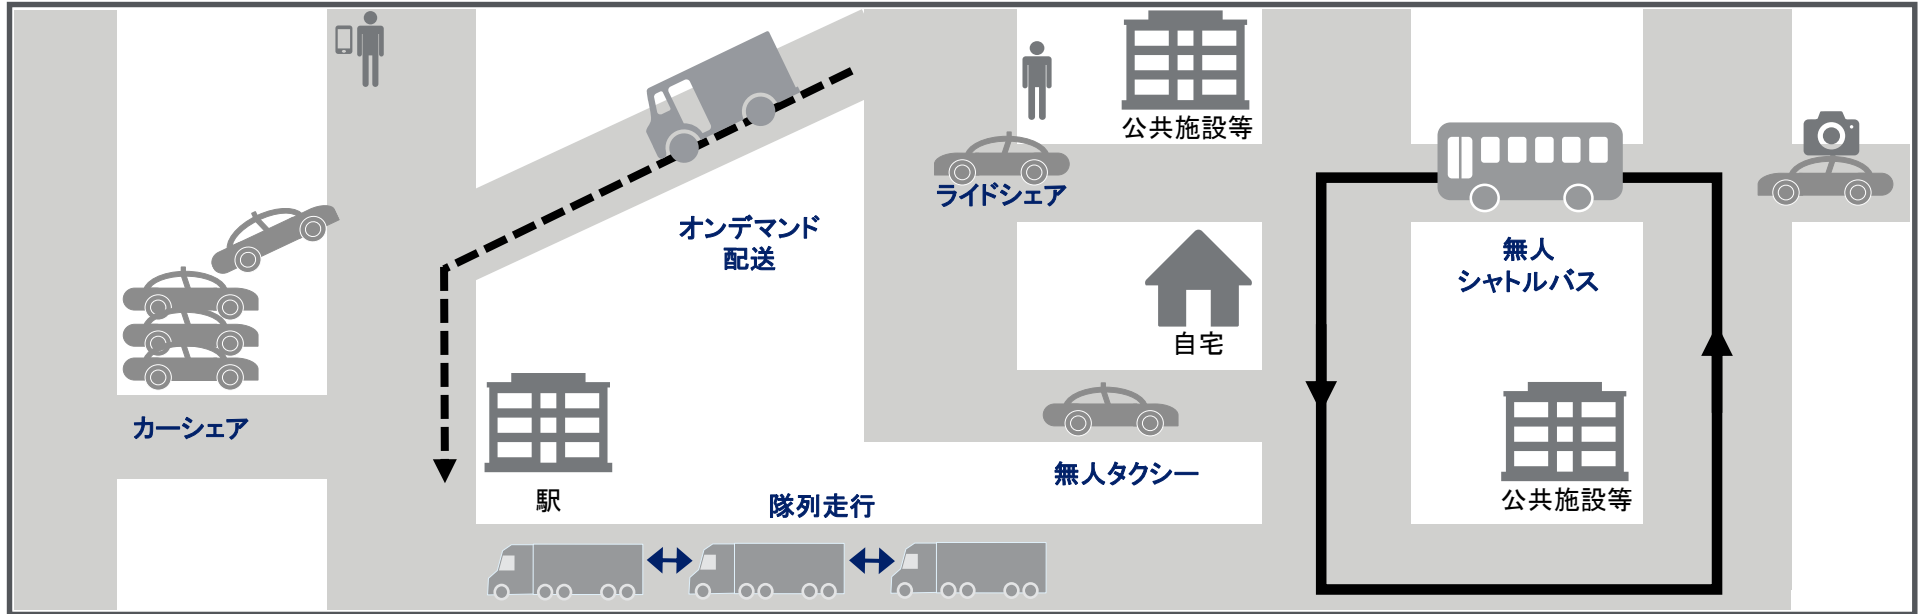 公共施設等
ライドシェア
オンデマンド
配送
無人
シャトルバス
自宅
カーシェア
無人タクシー
駅
隊列走行
公共施設等